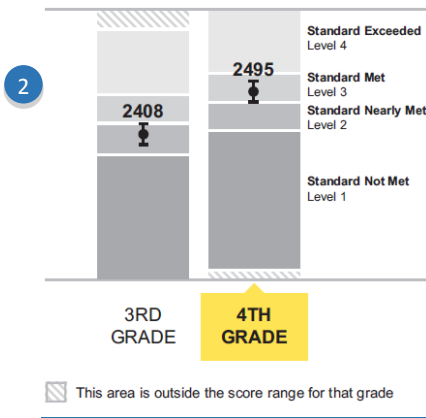 Standard Exceeded
Level 4
2
2495
Standard Met
Level 3
2408
Standard Nearly Met
Level 2
Standard Not Met
Level 1
3RD
GRADE
4TH
GRADE
This area is outside the score range for that grade